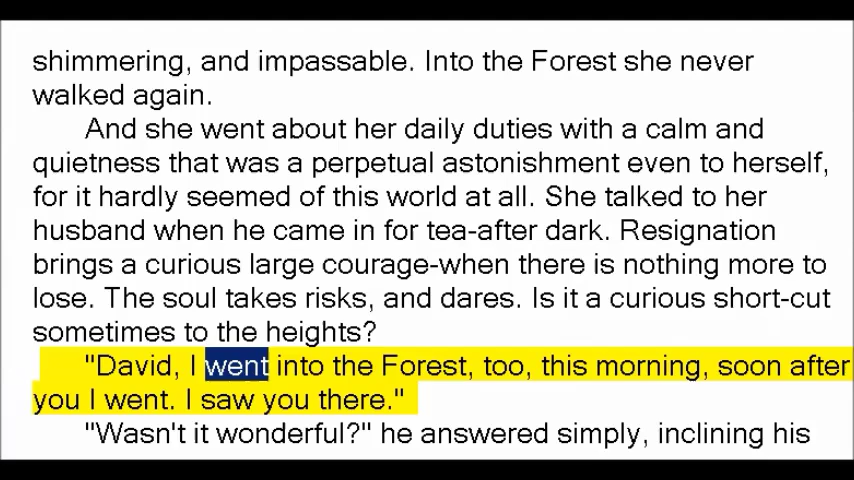 shimmering, and impassable. Into the Forest she never
walked again.
And she went about her daily duties with a calm and
quietness that was a perpetual astonishment even to herself,
for it hardly seemed of this world at all. She talked to her
husband when he came in for tea-after dark. Resignation
brings a curious large courage-when there is nothing more to
lose. The soul takes risks, and dares. Is it a curious short-cut
sometimes to the heights?
"David, I went into the Forest, too, this morning, soon after
you I went. I saw you there."
"Wasn't it wonderful?" he answered simply, inclining his